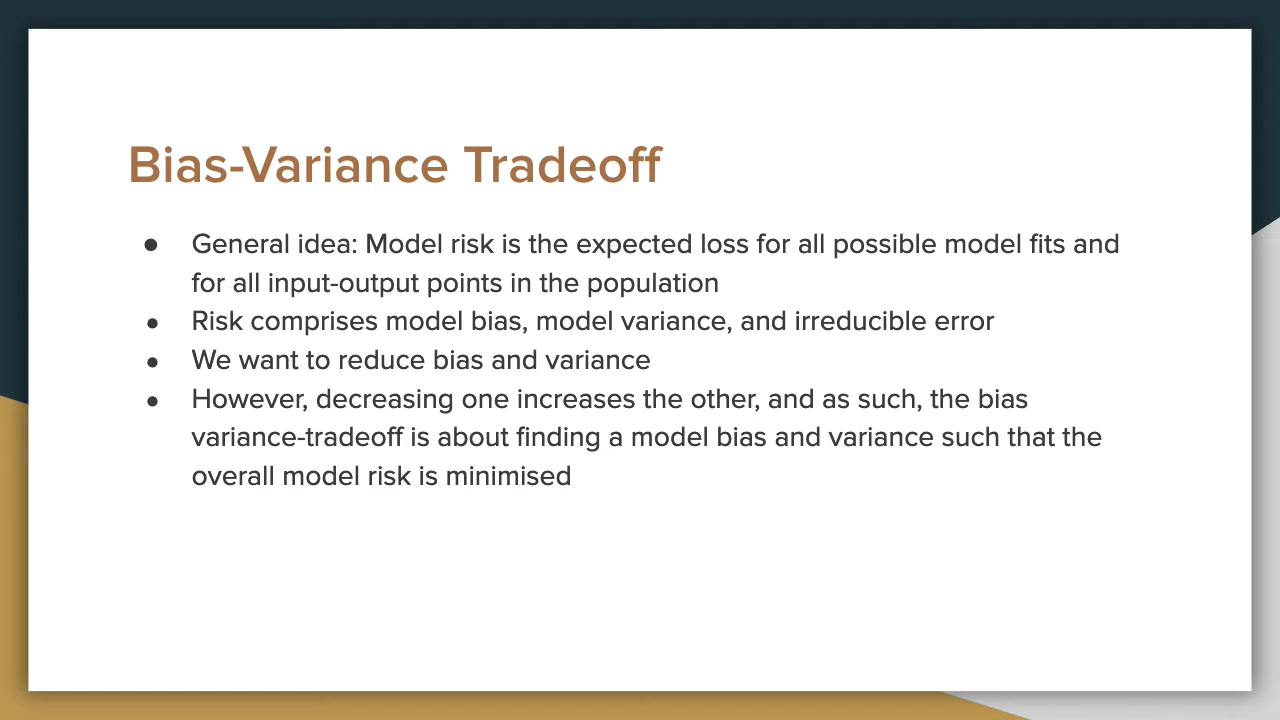 Bias-Variance Tradeoff
● General idea: Model risk is the expected loss for all possible model fits and
for all input-output points in the population
● Risk comprises model bias, model variance, and irreducible error
● We want to reduce bias and variance
● However, decreasing one increases the other, and as such, the bias
variance-tradeoff is about finding a model bias and variance such that the
overall model risk is minimised